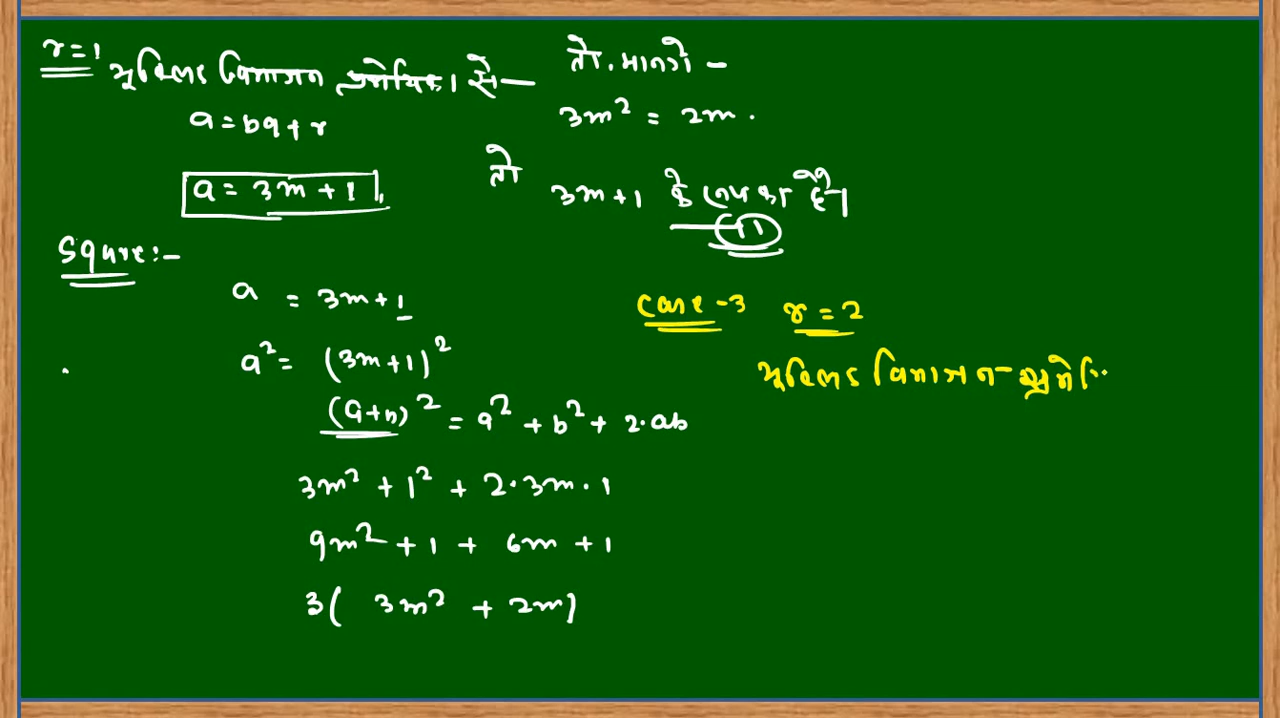 r=1
यूक्लिड विभाजन प्रमेयिका से—
a=bq+r
a = 3m+1
Squre:-
a = 3m+1
a² = (3m+1)²
(a+b)² = a² + b² + 2·ab
3m² + 1² + 2·3m·1
9m² + 1 + 6m + 1
3( 3m² + 2m)
तो, मानते -
3m² = 2m.
तो
3m+1 के रूप का है।
—(11)
Case-3 r=2
यूक्लिड विभाजन-प्रमेि